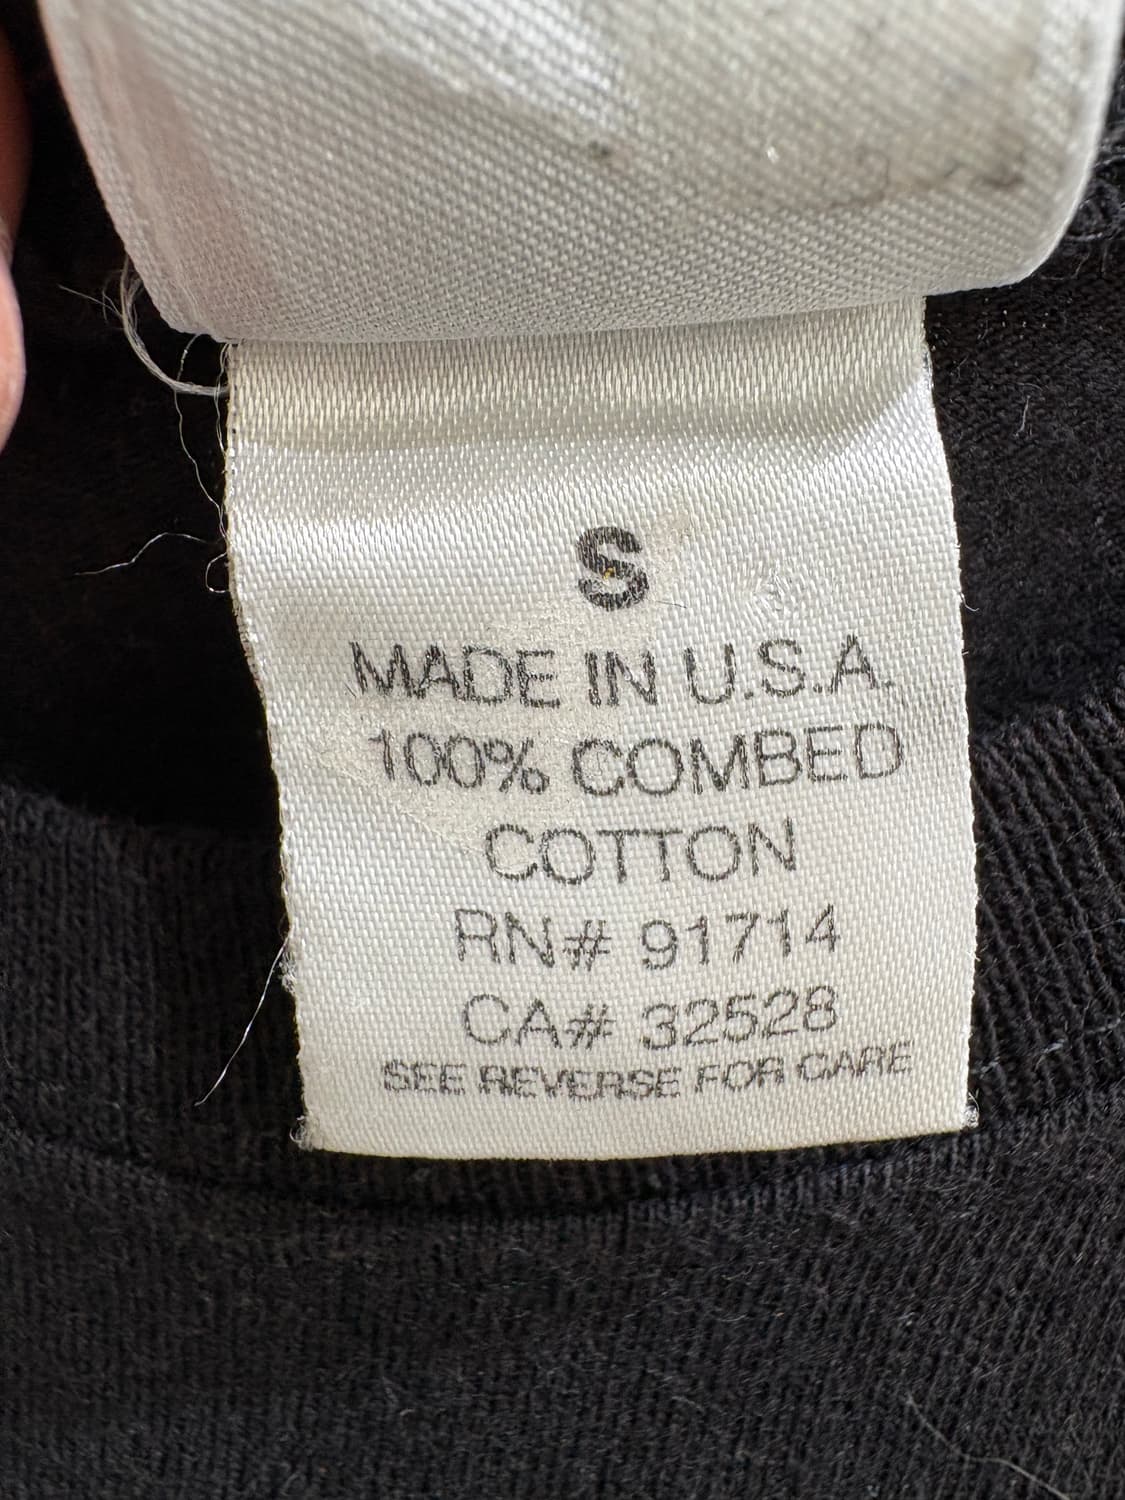 S
MADE IN U.S.A.
100% COMBED
COTTON
RN# 91714
CA# 32528
SEE REVERSE FOR CARE